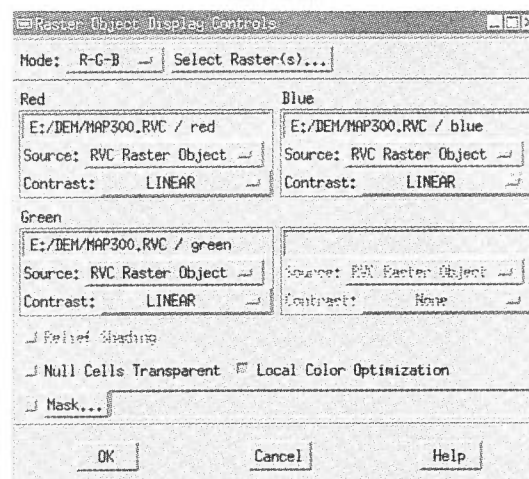 Raster Object Display Controls
Mode: R-G-B Select Raster(s)...
Red
E:/DEM/MAP300.RVC / red
Source: RVC Raster Object
Contrast: LINEAR
Blue
E:/DEM/MAP300.RVC / blue
Source: RVC Raster Object
Contrast: LINEAR
Green
E:/DEM/MAP300.RVC / green
Source: RVC Raster Object
Contrast: LINEAR
Source: RVC Raster Object
Contrast: None
Relief Shading
Null Cells Transparent Local Color Optimization
Mask...
OK Cancel Help